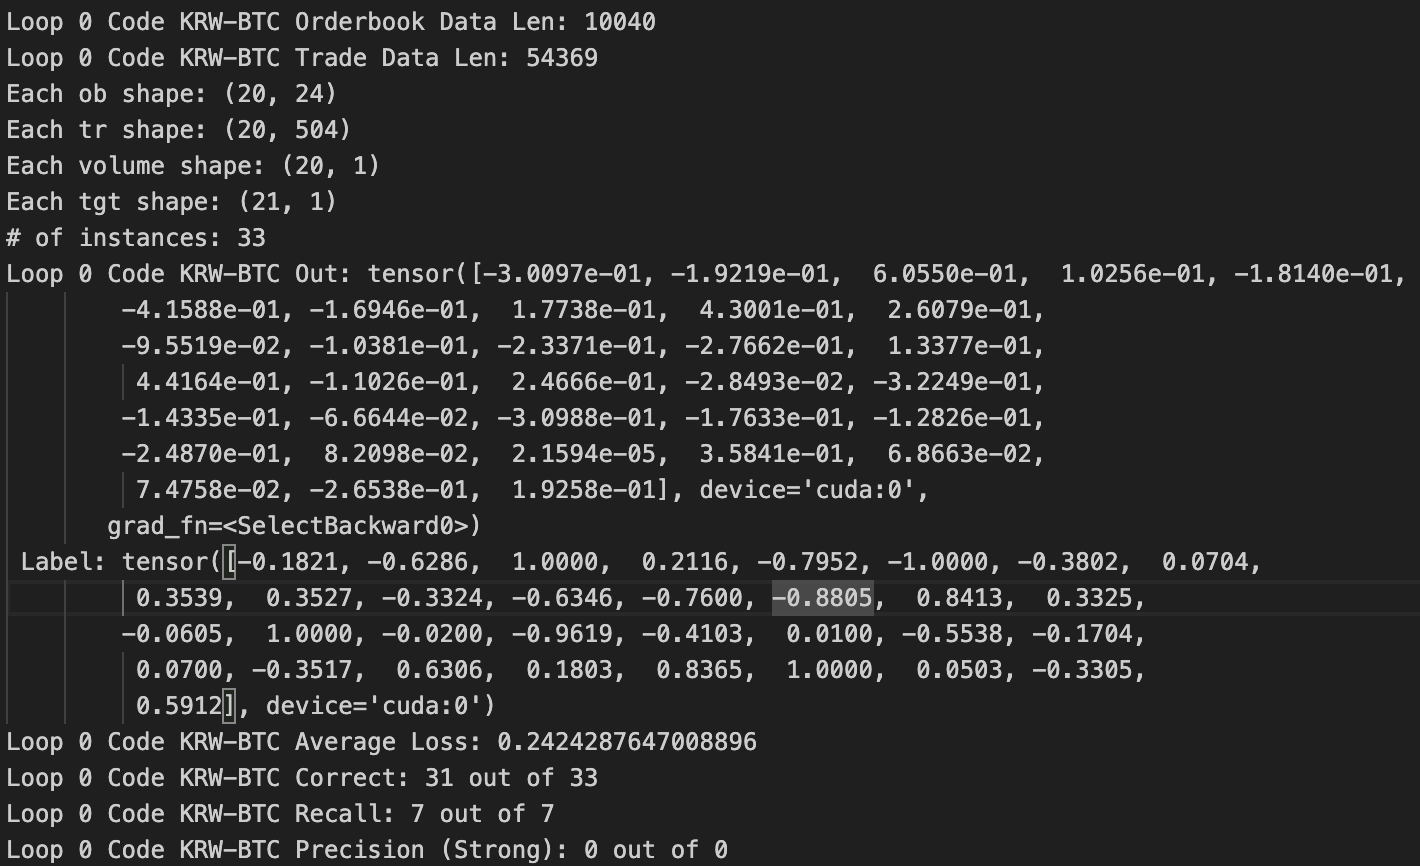 Loop 0 Code KRW-BTC Orderbook Data Len: 10040
Loop 0 Code KRW-BTC Trade Data Len: 54369
Each ob shape: (20, 24)
Each tr shape: (20, 504)
Each volume shape: (20, 1)
Each tgt shape: (21, 1)
# of instances: 33
Loop 0 Code KRW-BTC Out: tensor([-3.0097e-01, -1.9219e-01,  6.0550e-01,  1.0256e-01, -1.8140e-01,
        -4.1588e-01, -1.6946e-01,  1.7738e-01,  4.3001e-01,  2.6079e-01,
        -9.5519e-02, -1.0381e-01, -2.3371e-01, -2.7662e-01,  1.3377e-01,
         4.4164e-01, -1.1026e-01,  2.4666e-01, -2.8493e-02, -3.2249e-01,
        -1.4335e-01, -6.6644e-02, -3.0988e-01, -1.7633e-01, -1.2826e-01,
        -2.4870e-01,  8.2098e-02,  2.1594e-05,  3.5841e-01,  6.8663e-02,
         7.4758e-02, -2.6538e-01,  1.9258e-01], device='cuda:0',
       grad_fn=<SelectBackward0>)
 Label: tensor([-0.1821, -0.6286,  1.0000,  0.2116, -0.7952, -1.0000, -0.3802,  0.0704,
         0.3539,  0.3527, -0.3324, -0.6346, -0.7600, -0.8805,  0.8413,  0.3325,
        -0.0605,  1.0000, -0.0200, -0.9619, -0.4103,  0.0100, -0.5538, -0.1704,
         0.0700, -0.3517,  0.6306,  0.1803,  0.8365,  1.0000,  0.0503, -0.3305,
         0.5912], device='cuda:0')
Loop 0 Code KRW-BTC Average Loss: 0.2424287647008896
Loop 0 Code KRW-BTC Correct: 31 out of 33
Loop 0 Code KRW-BTC Recall: 7 out of 7
Loop 0 Code KRW-BTC Precision (Strong): 0 out of 0